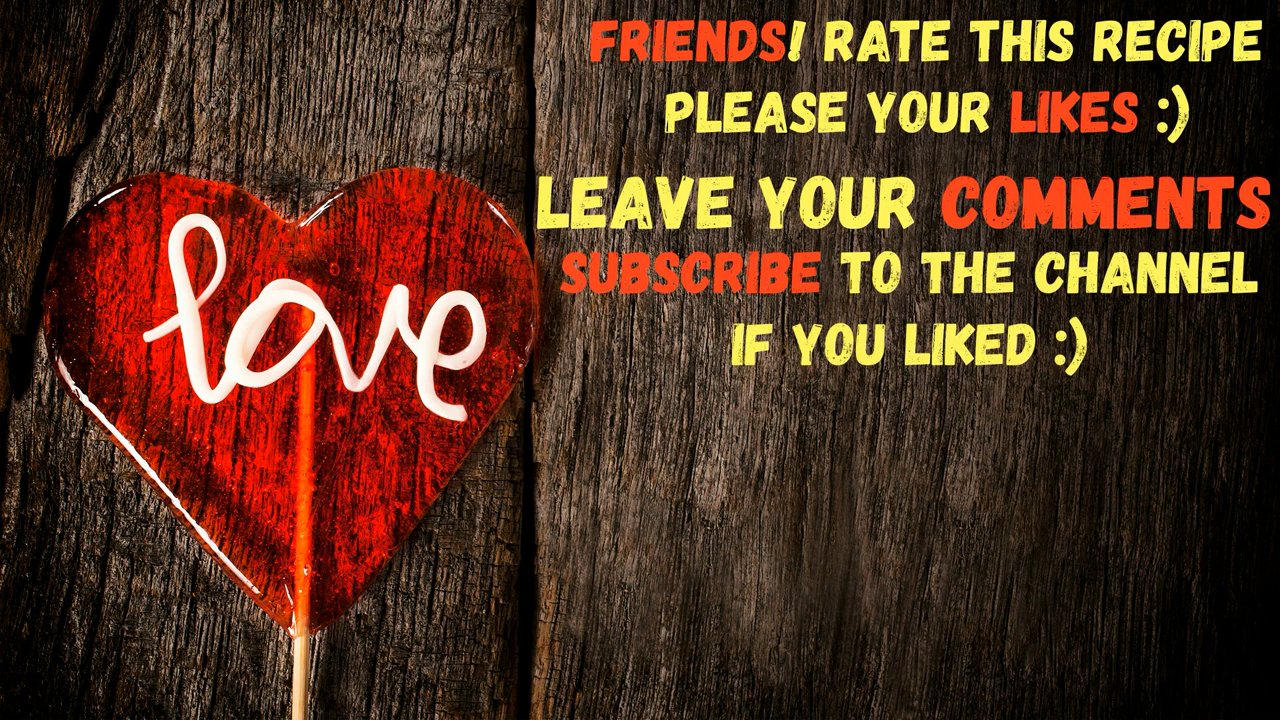 FRIENDS! RATE THIS RECIPE
PLEASE YOUR LIKES :)
LEAVE YOUR COMMENTS
SUBSCRIBE TO THE CHANNEL
IF YOU LIKED :)
love